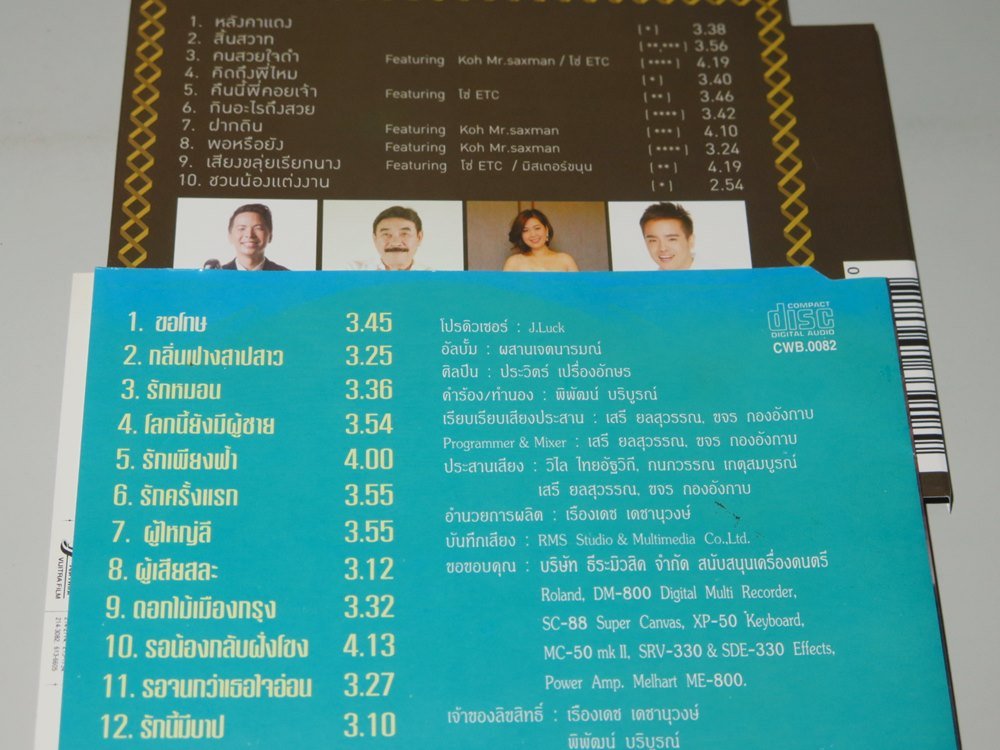 1. หลังคาแดง (*) 3.38
2. สิ้นสวาท (**,***) 3.56
3. คนสวยใจดำ Featuring Koh Mr.saxman / โซ่ ETC (****) 4.19
4. คิดถึงพี่ไหม (*) 3.40
5. คืนนี้พี่คอยเจ้า Featuring โซ่ ETC (**) 3.46
6. กินอะไรถึงสวย (****) 3.42
7. ฝากดิน Featuring Koh Mr.saxman (***) 4.10
8. พอหรือยัง Featuring Koh Mr.saxman (****) 3.24
9. เสียงขลุ่ยเรียกนาง Featuring โซ่ ETC / มิสเตอร์ขนุน (**) 4.19
10. ชวนน้องแต่งงาน (*) 2.54
COMPACT
disc
DIGITAL AUDIO
CWB.0082
1. ขอโทษ 3.45
2. กลิ่นฟางสาปสาว 3.25
3. รักหมอน 3.36
4. โลกนี้ยังมีผู้ชาย 3.54
5. รักเพียงฟ้า 4.00
6. รักครั้งแรก 3.55
7. ผู้ใหญ่ลี 3.55
8. ผู้เสียสละ 3.12
9. ดอกไม้เมืองกรุง 3.32
10. รอน้องกลับฝั่งโขง 4.13
11. รอจนกว่าเธอใจอ่อน 3.27
12. รักนี้มีบาป 3.10
โปรดิวเซอร์ : J.Luck
อัลบั้ม : ผสานเจตนารมณ์
ศิลปิน : ประวิตร์ เปรื่องอักษร
คำร้อง/ทำนอง : พิพัฒน์ บริบูรณ์
เรียบเรียบเสียงประสาน : เสรี ยลสุวรรณ, ขจร กองอังกาบ
Programmer & Mixer : เสรี ยลสุวรรณ, ขจร กองอังกาบ
ประสานเสียง : วิไล ไทยอัฐวิถี, กนกวรรณ เกตุสมบูรณ์
เสรี ยลสุวรรณ, ขจร กองอังกาบ
อำนวยการผลิต : เรืองเดช เดชานุวงษ์
บันทึกเสียง : RMS Studio & Multimedia Co.,Ltd.
ขอขอบคุณ : บริษัท ธีระมิวสิค จำกัด สนับสนุนเครื่องดนตรี
Roland, DM-800 Digital Multi Recorder,
SC-88 Super Canvas, XP-50 Keyboard,
MC-50 mk II, SRV-330 & SDE-330 Effects,
Power Amp. Melhart ME-800.
เจ้าของลิขสิทธิ์ : เรืองเดช เดชานุวงษ์
พิพัฒน์ บริบูรณ์